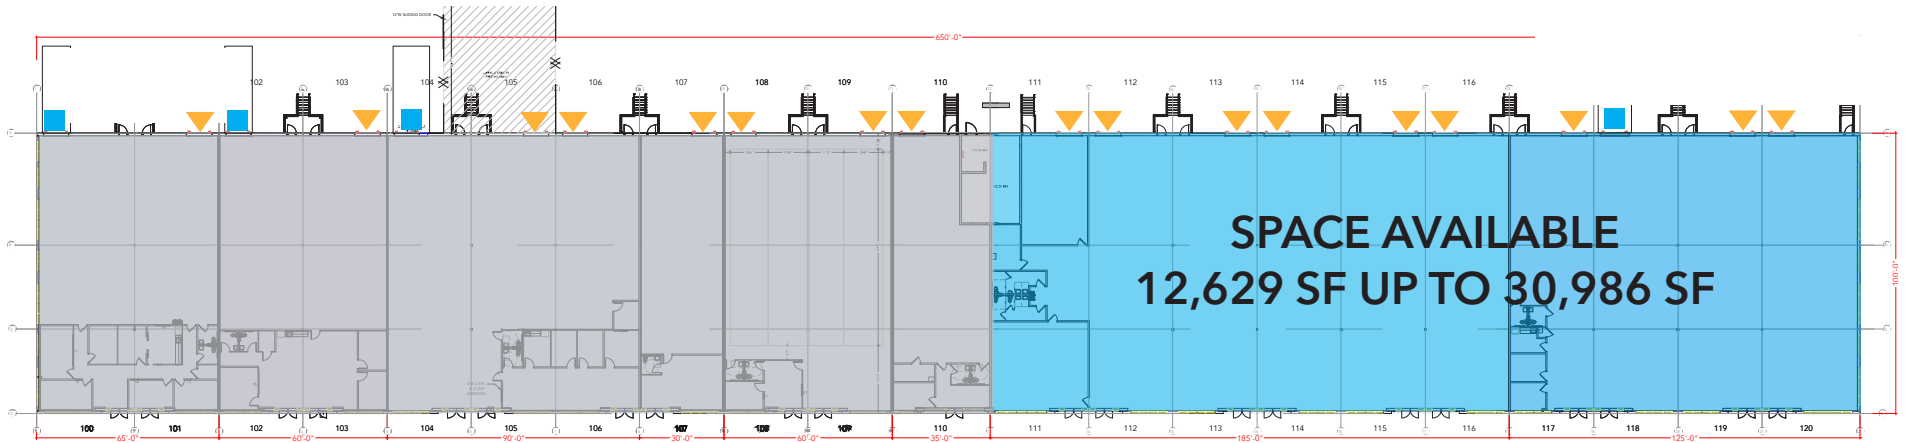 12'W SLIDING DOOR
650'-0"
102 103 104 105 106 107 108 109 110 111 112 113 114 115 116
SPACE AVAILABLE
12,629 SF UP TO 30,986 SF
100'-0"
100 101 102 103 104 105 106 107 108 109 110 111 112 113 114 115 116 117 118 119 120
65'-0" 60'-0" 90'-0" 30'-0" 60'-0" 35'-0" 185'-0" 125'-0"